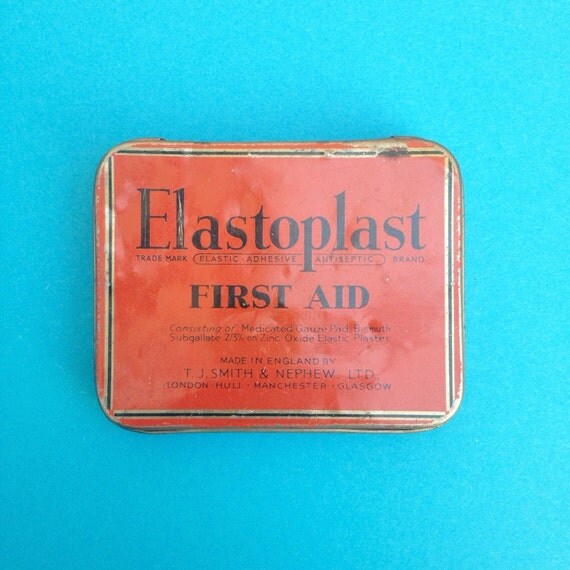 Elastoplast
TRADE MARK ELASTIC · ADHESIVE ANTISEPTIC BRAND
FIRST AID
Consisting of Medicated Gauze Pad, Bismuth
Subgallate 2/3% on Zinc Oxide Elastic Plaster
MADE IN ENGLAND BY
T. J. SMITH & NEPHEW, LTD
LONDON · HULL · MANCHESTER · GLASGOW